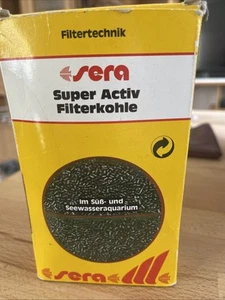 Filtertechnik
sera
Super Activ
Filterkohle
Im Süß- und
Seewasseraquarium
sera